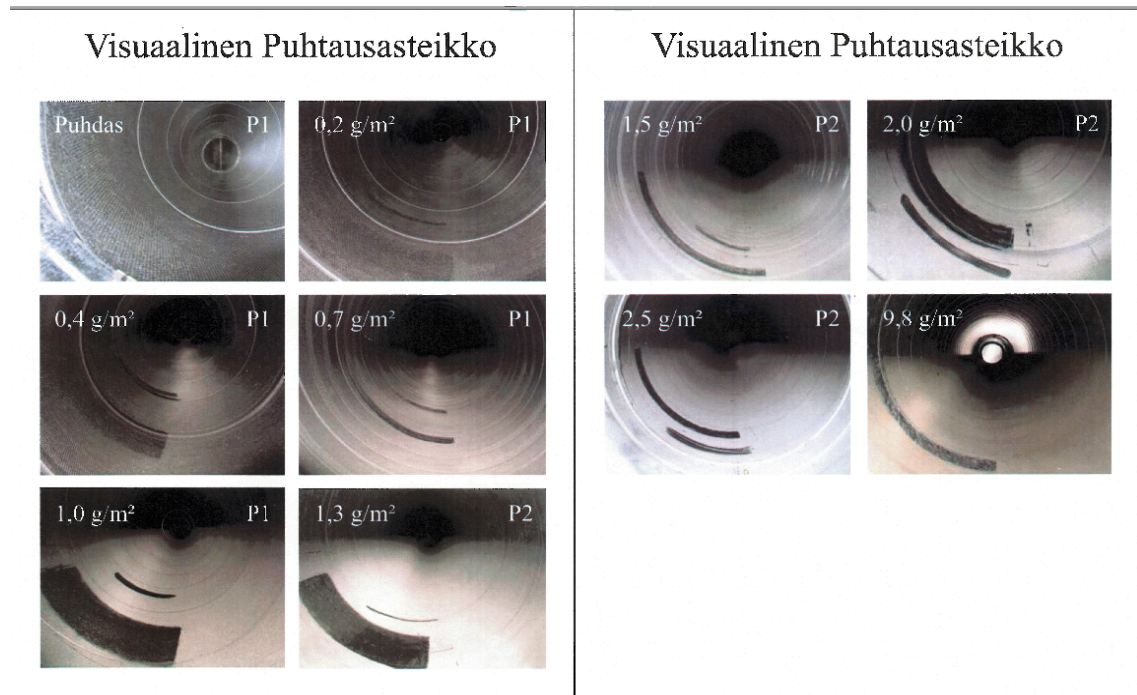 Visuaalinen Puhtausasteikko
Puhdas P1
0,2 g/m² P1
0,4 g/m² P1
0,7 g/m² P1
1,0 g/m² P1
1,3 g/m² P2
Visuaalinen Puhtausasteikko
1,5 g/m² P2
2,0 g/m² P2
2,5 g/m² P2
9,8 g/m²